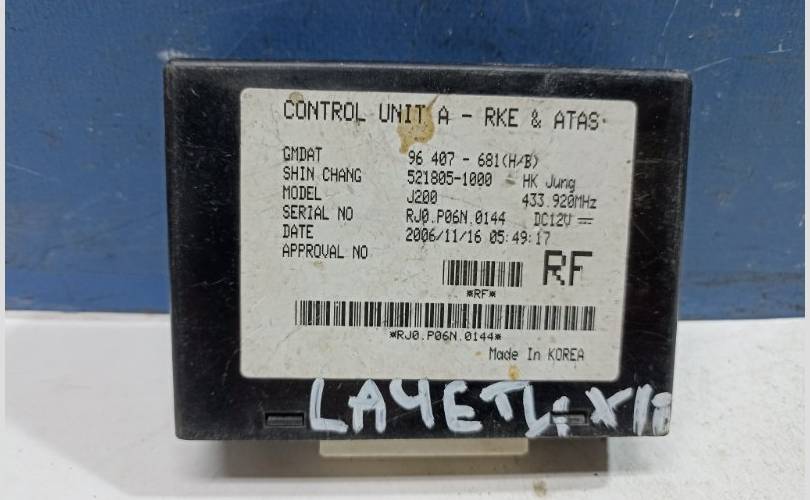 CONTROL UNIT A - RKE & ATAS
GMDAT 96 407 - 681(H/B)
SHIN CHANG 521805-1000 HK Jung
MODEL J200 433.920MHz
SERIAL NO RJ0.P06N.0144 DC12V
DATE 2006/11/16 05:49:17
APPROVAL NO
RF
*RF*
*RJ0.P06N.0144*
Made In KOREA